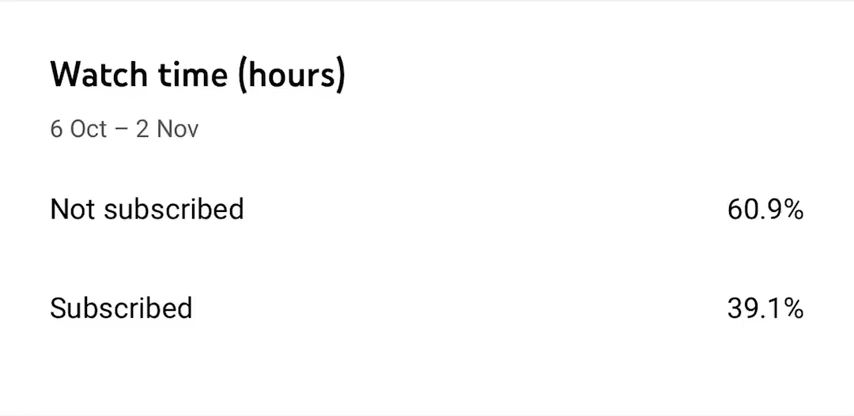 Watch time (hours)
6 Oct – 2 Nov
Not subscribed 60.9%
Subscribed 39.1%